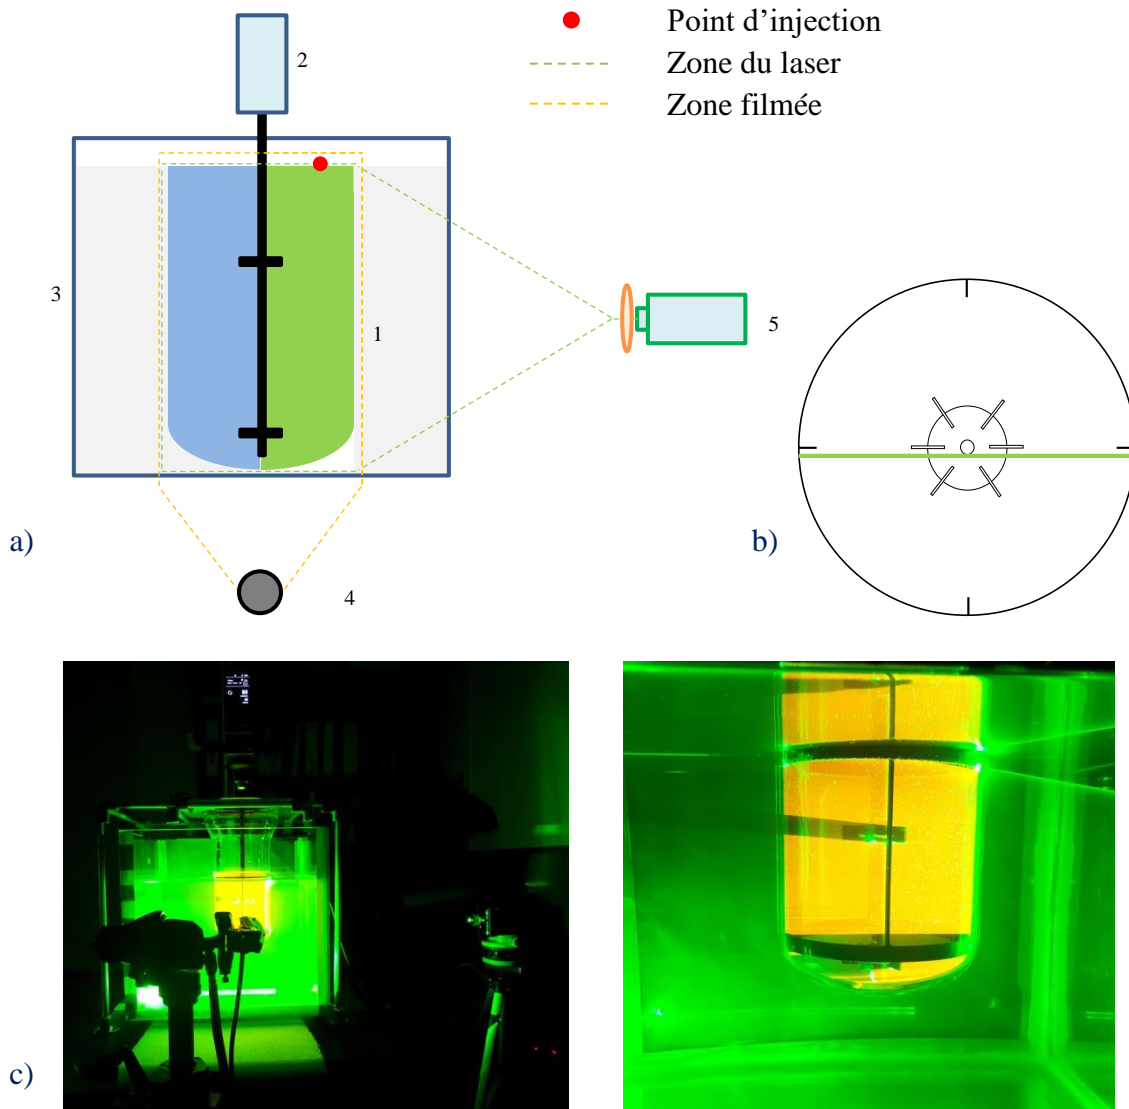 Point d’injection
Zone du laser
Zone filmée
2
3
1
5
4
a)
b)
c)